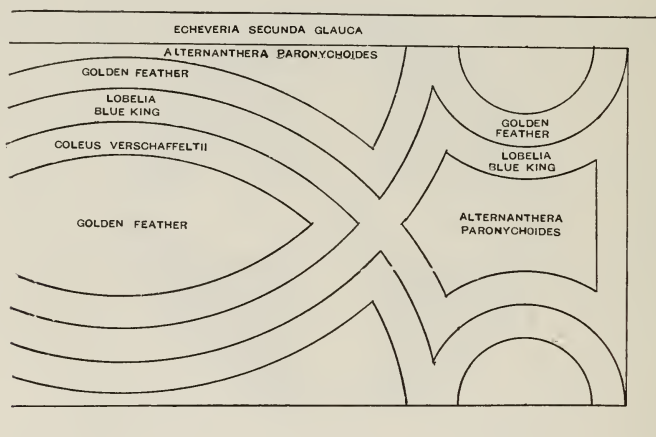 ECHEVERIA SECUNDA GLAUCA
ALTERNANTHERA PARONYCHOIDES
GOLDEN FEATHER
LOBELIA
BLUE KING
COLEUS VERSCHAFFELTII
GOLDEN FEATHER
GOLDEN
FEATHER
LOBELIA
BLUE KING
ALTERNANTHERA
PARONYCHOIDES